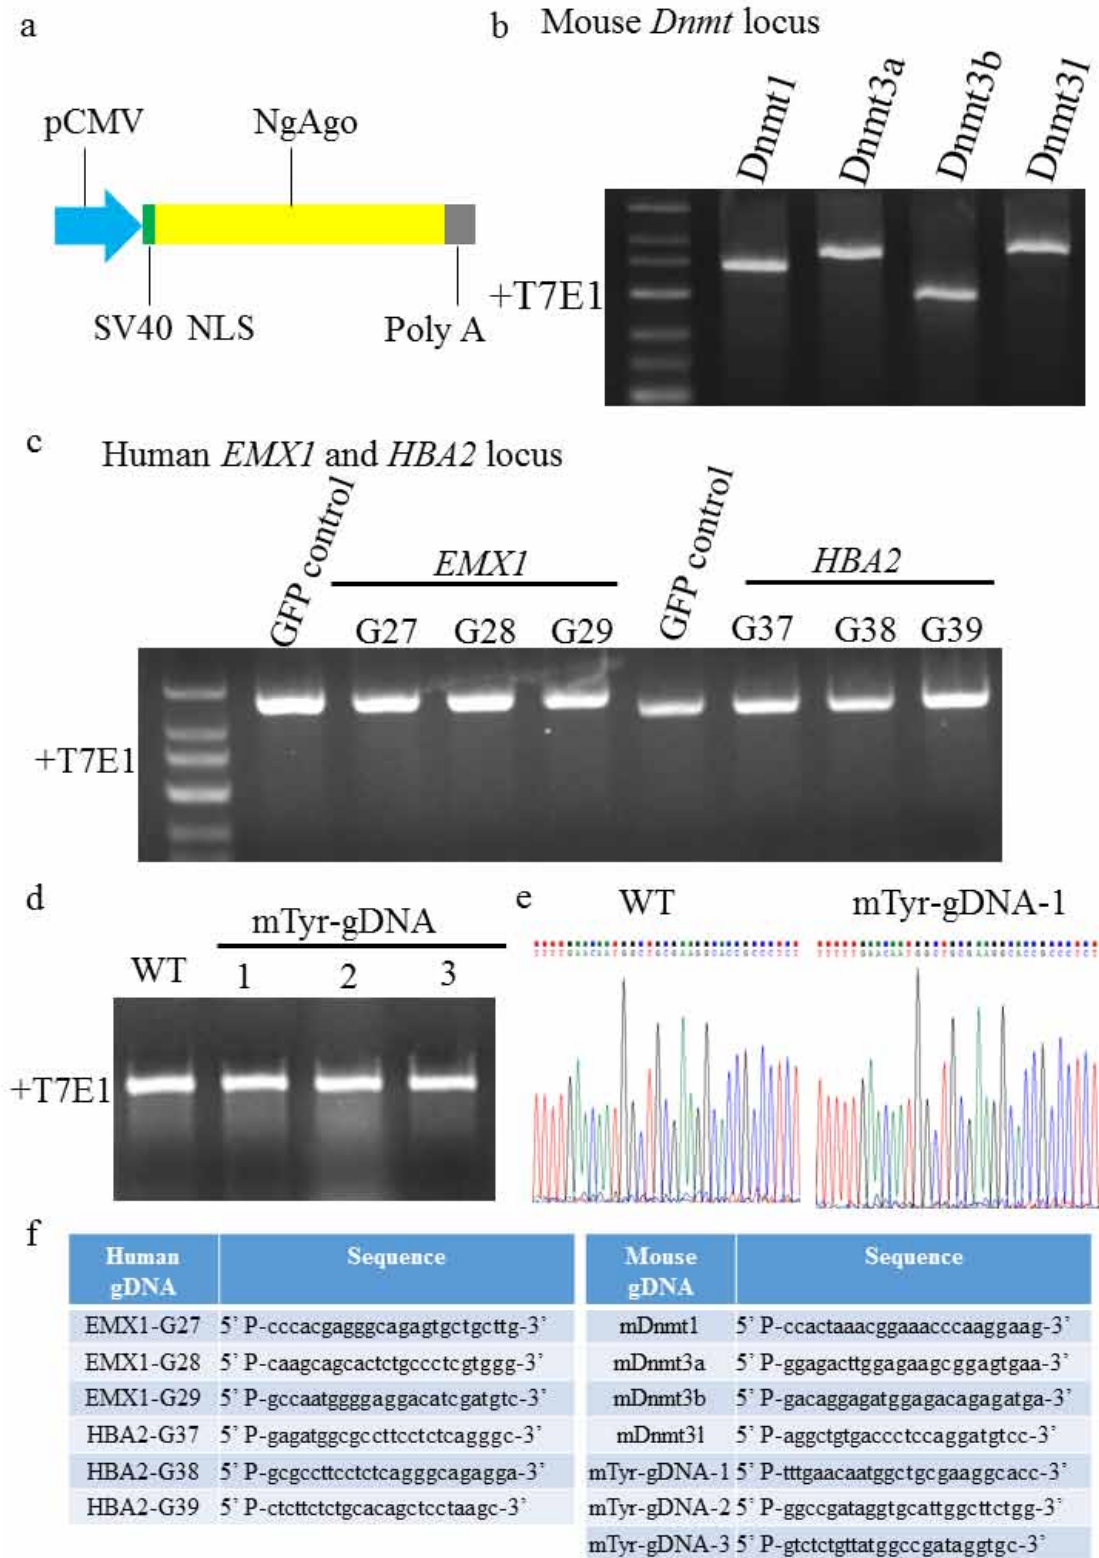 a
pCMV
NgAgo
SV40 NLS
Poly A
b Mouse Dnmt locus
Dnmt1
Dnmt3a
Dnmt3b
Dnmt3l
+T7E1
c
Human EMX1 and HBA2 locus
GFP control
EMX1
G27 G28 G29
GFP control
HBA2
G37 G38 G39
+T7E1
d
mTyr-gDNA
WT 1 2 3
+T7E1
e
WT
mTyr-gDNA-1
TTTTGAACAATGGCTGCGAAGGCACCGCCCTCT
TTTTTGAACAATGGCTGCGAAGGCACCGCCCTCT
f
Human gDNA Sequence
EMX1-G27 5' P-cccacgagggcagagtgctgcttg-3'
EMX1-G28 5' P-caagcagcactctgccctcgtggg-3'
EMX1-G29 5' P-gccaatggggaggacatcgatgtc-3'
HBA2-G37 5' P-gagatggcgccttcctctcagggc-3'
HBA2-G38 5' P-gcgccttcctctcagggcagagga-3'
HBA2-G39 5' P-ctcttctctgcacagctcctaagc-3'
Mouse gDNA Sequence
mDnmt1 5' P-ccactaaacggaaacccaaggaag-3'
mDnmt3a 5' P-ggagacttggagaagcggagtgaa-3'
mDnmt3b 5' P-gacaggagatggagacagagatga-3'
mDnmt3l 5' P-aggctgtgaccctccaggatgtcc-3'
mTyr-gDNA-1 5' P-tttgaacaatggctgcgaaggcacc-3'
mTyr-gDNA-2 5' P-ggccgataggtgcattggcttctgg-3'
mTyr-gDNA-3 5' P-gtctctgttatggccgataggtgc-3'